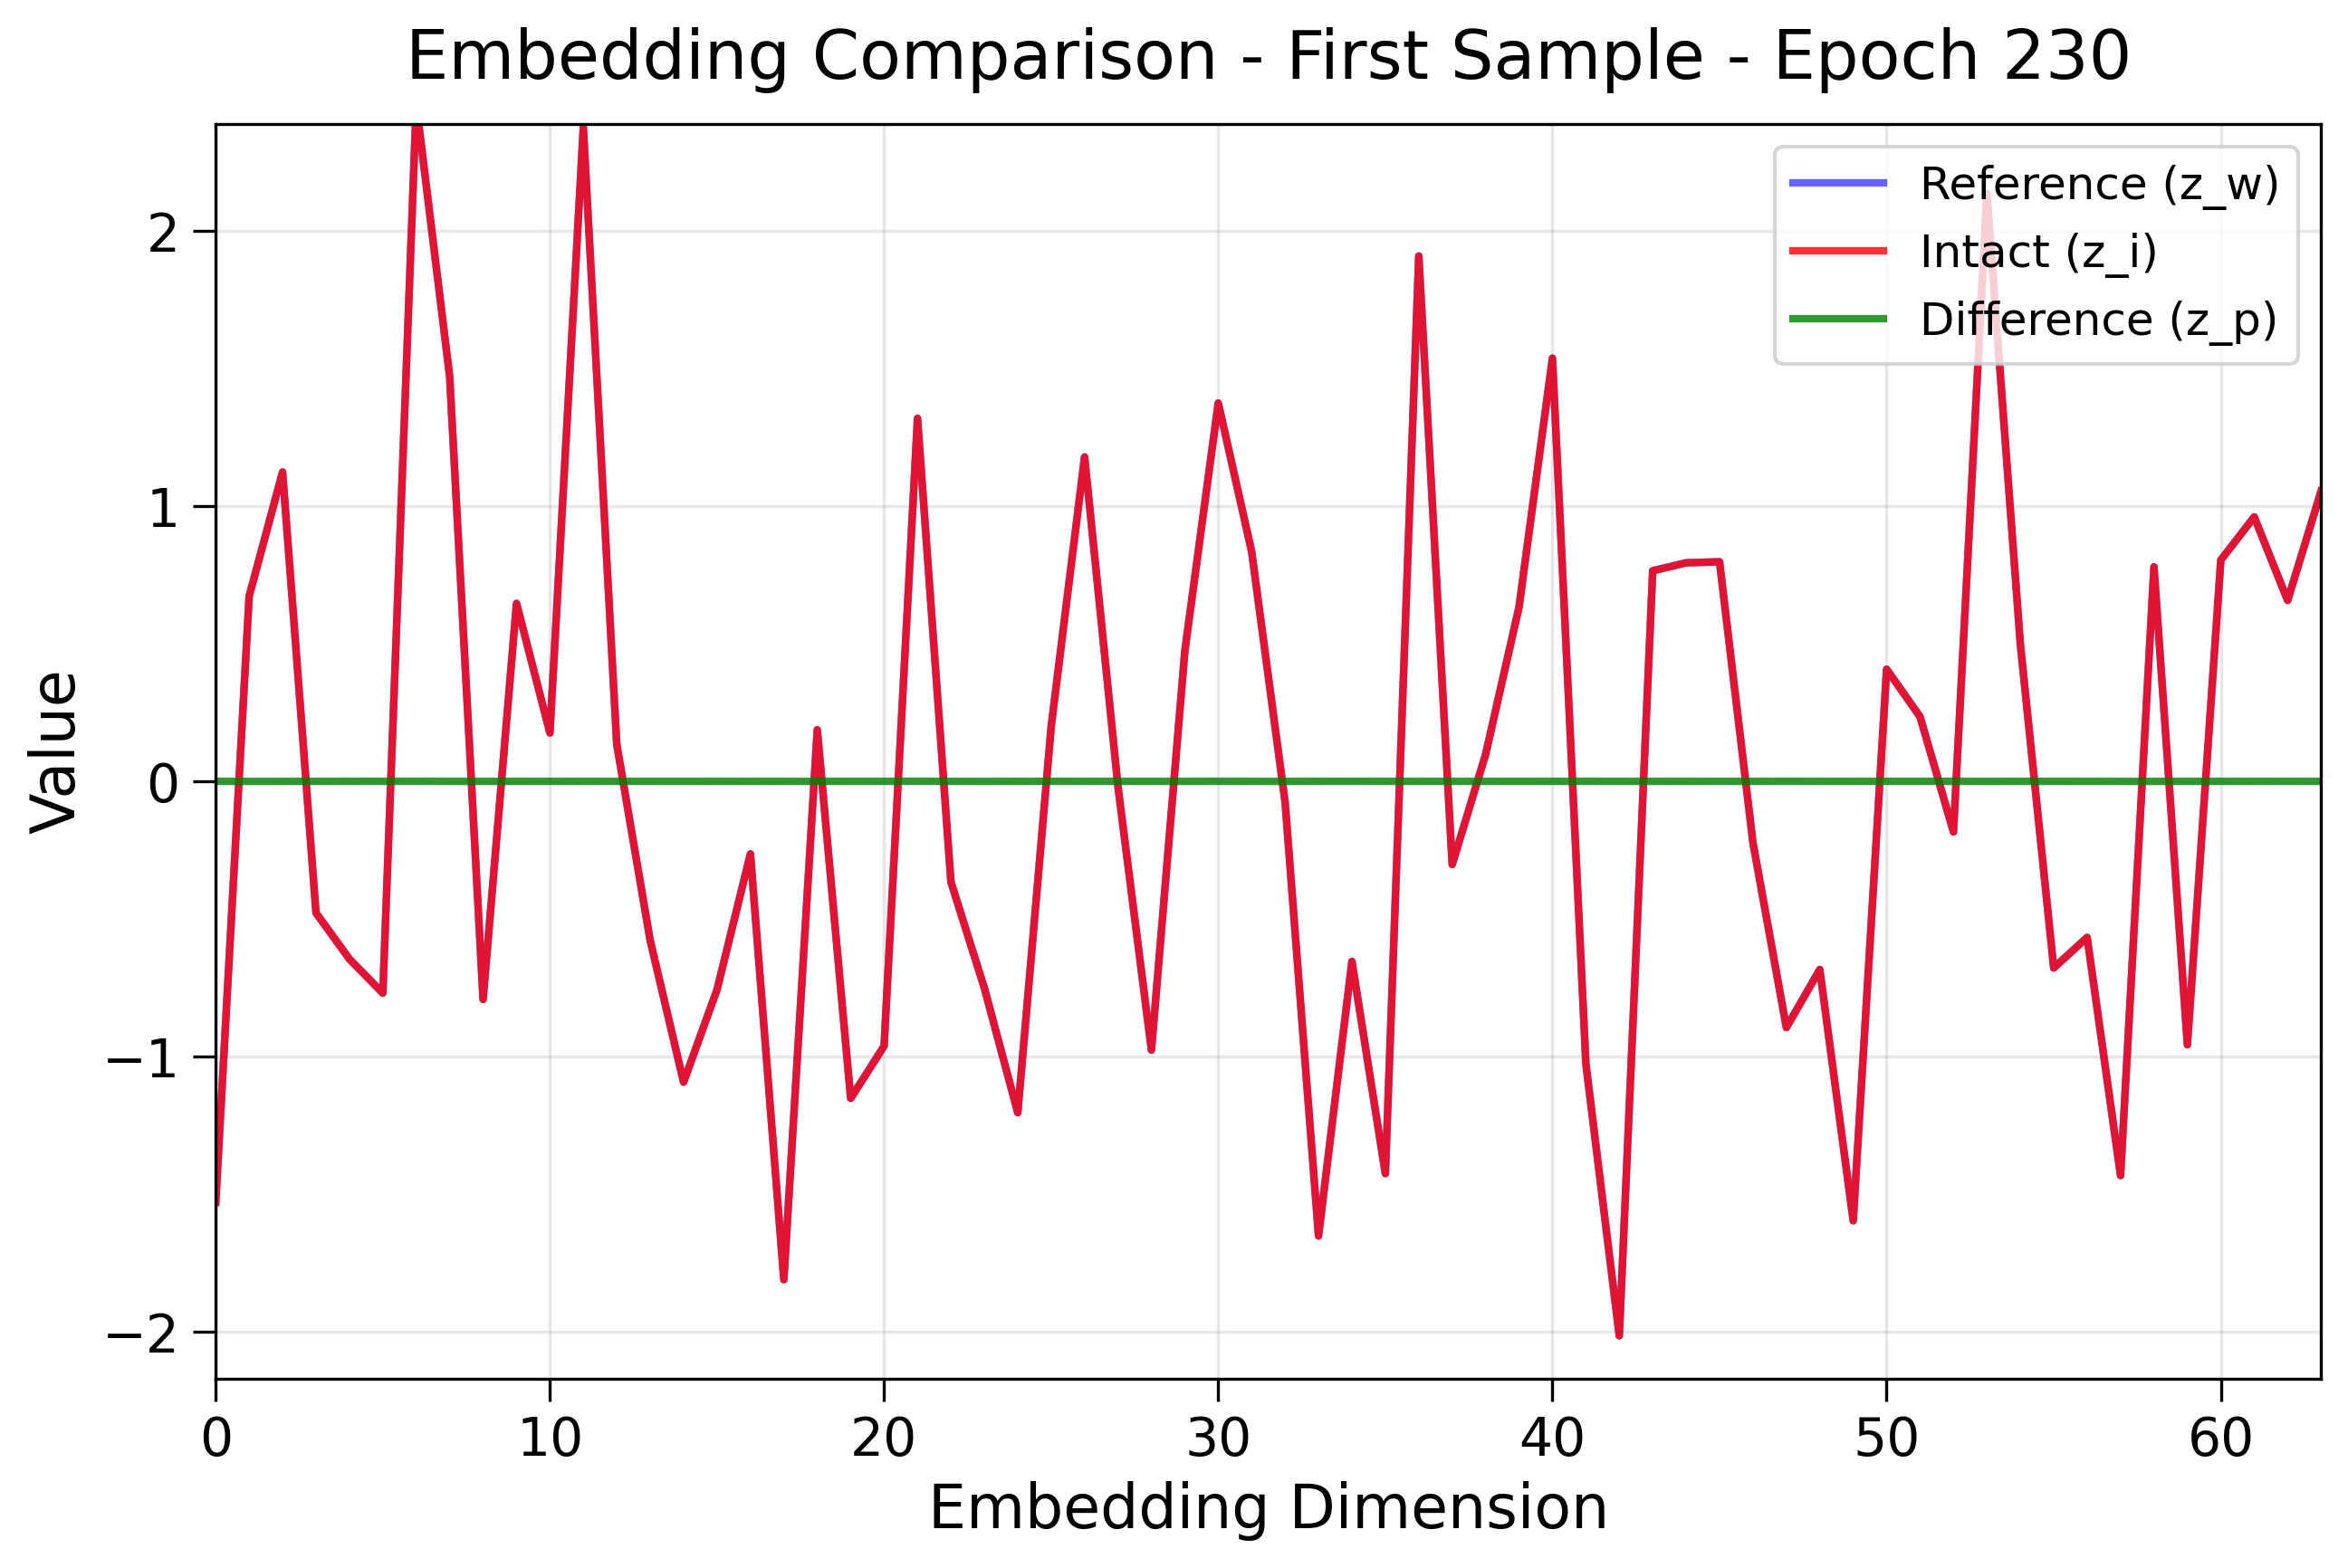 Embedding Comparison - First Sample - Epoch 230
Reference (z_w)
Intact (z_i)
Difference (z_p)
2
1
0
−1
−2
Value
0 10 20 30 40 50 60
Embedding Dimension